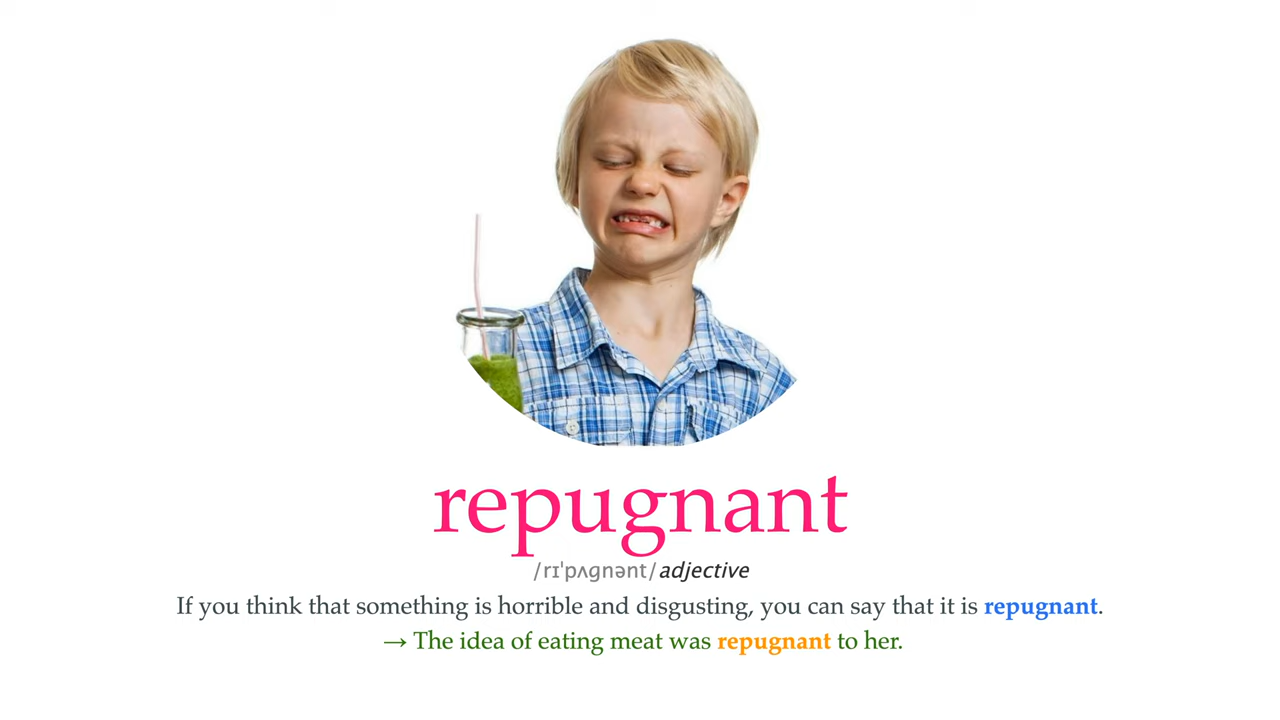 repugnant
/rɪˈpʌɡnənt/adjective
If you think that something is horrible and disgusting, you can say that it is repugnant.
→ The idea of eating meat was repugnant to her.